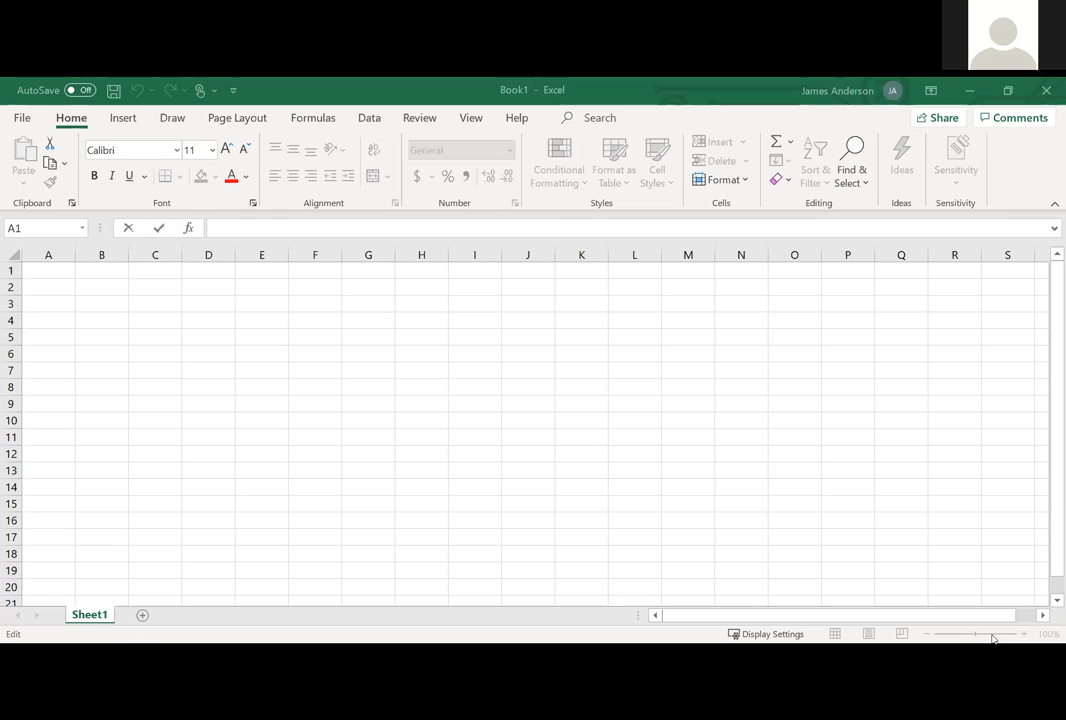 AutoSave Off Book1 - Excel James Anderson JA
File Home Insert Draw Page Layout Formulas Data Review View Help Search Share Comments
Paste
Clipboard
Calibri 11 A A
B I U A
Font
Alignment
General
$ % 9
Number
Conditional Formatting
Format as Table
Cell Styles
Styles
Insert
Delete
Format
Cells
Sort & Filter
Find & Select
Editing
Ideas
Ideas
Sensitivity
Sensitivity
A1 fx
A B C D E F G H I J K L M N O P Q R S
1
2
3
4
5
6
7
8
9
10
11
12
13
14
15
16
17
18
19
20
21
Sheet1
Edit Display Settings 100%